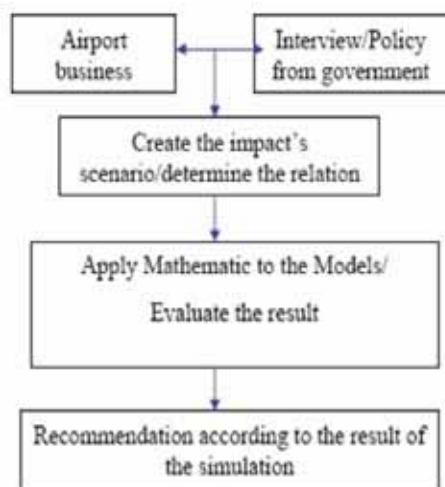 Airport
business
Interview/Policy
from government
Create the impact's
scenario/determine the relation
Apply Mathematic to the Models/
Evaluate the result
Recommendation according to the result of
the simulation